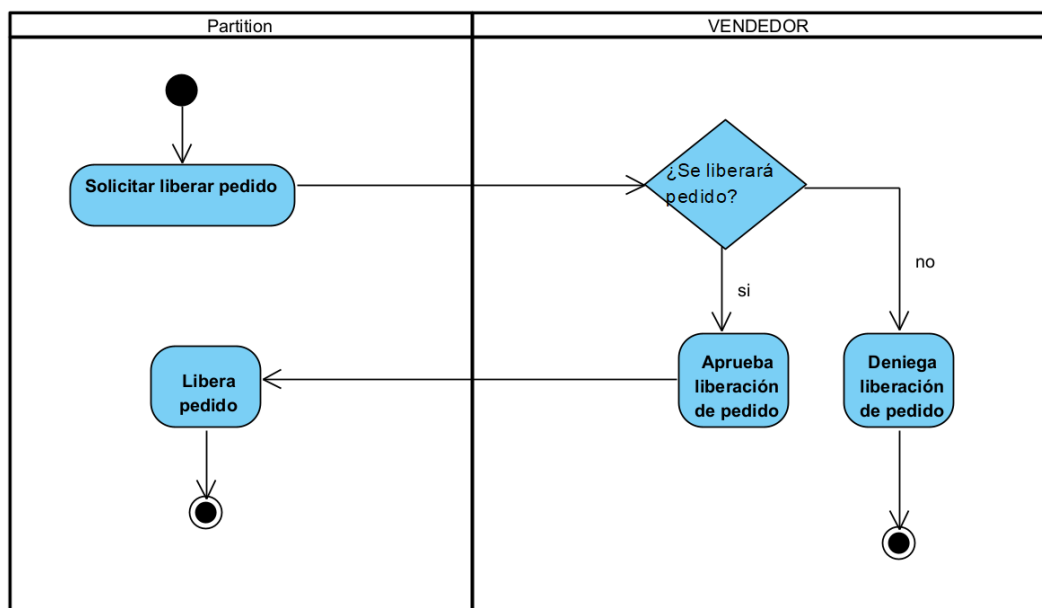 Partition
VENDEDOR
Solicitar liberar pedido
¿Se liberará
pedido?
no
si
Libera
pedido
Aprueba
liberación
de pedido
Deniega
liberación
de pedido